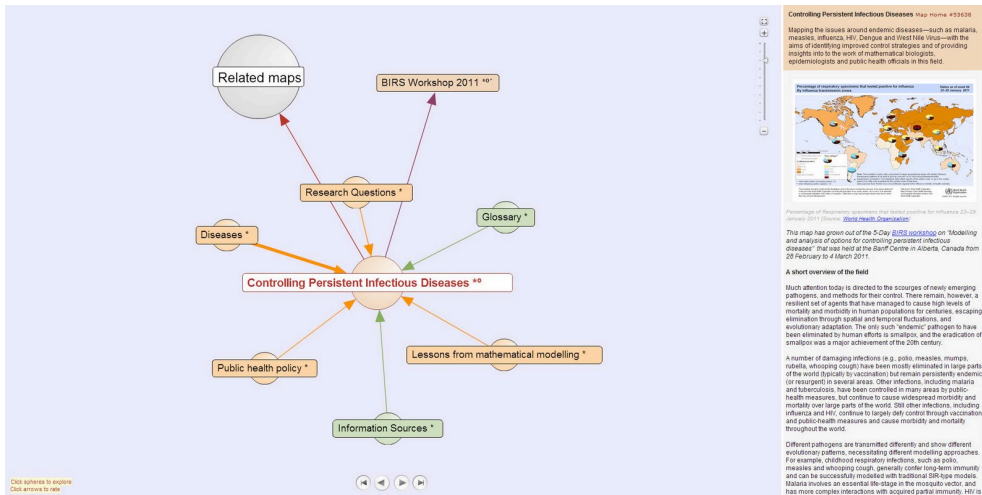 Related maps
BIRS Workshop 2011 *º'
Research Questions *
Glossary *
Diseases *
Controlling Persistent Infectious Diseases *º
Public health policy *
Lessons from mathematical modelling *
Information Sources *
Click spheres to explore
Click arrows to rate
Controlling Persistent Infectious Diseases Map Home #53638
Mapping the issues around endemic diseases—such as malaria,
measles, influenza, HIV, Dengue and West Nile Virus—with the
aims of identifying improved control strategies and of providing
insights into to the work of mathematical biologists,
epidemiologists and public health officials in this field.
Percentage of respiratory specimens that tested positive for influenza
By influenza transmission zones
Percentage of Respiratory specimens that tested positive for influenza 23–29
January 2011 [Source: World Health Organisation]
This map has grown out of the 5-Day BIRS workshop on "Modelling
and analysis of options for controlling persistent infectious
diseases" that was held at the Banff Centre in Alberta, Canada from
28 February to 4 March 2011.
A short overview of the field
Much attention today is directed to the scourges of newly emerging
pathogens, and methods for their control. There remain, however, a
resilient set of agents that have managed to cause high levels of
mortality and morbidity in human populations for centuries, escaping
elimination through spatial and temporal fluctuations, and
evolutionary adaptation. The only such "endemic" pathogen to have
been eliminated by human efforts is smallpox, and the eradication of
smallpox was a major achievement of the 20th century.
A number of damaging infections (e.g., polio, measles, mumps,
rubella, whooping cough) have been mostly eliminated in large parts
of the world (typically by vaccination) but remain persistently endemic
(or resurgent) in several areas. Other infections, including malaria
and tuberculosis, have been controlled in many areas by public-
health measures, but continue to cause widespread morbidity and
mortality over large parts of the world. Still other infections, including
influenza and HIV, continue to largely defy control through vaccination
and public-health measures and cause morbidity and mortality
throughout the world.
Different pathogens are transmitted differently and show different
evolutionary patterns, necessitating different modelling approaches.
For example, childhood respiratory infections, such as polio,
measles and whooping cough, generally confer long-term immunity
and can be successfully modelled with traditional SIR-type models.
Malaria involves an essential life-stage in the mosquito vector, and
has more complex interactions with acquired partial immunity. HIV is